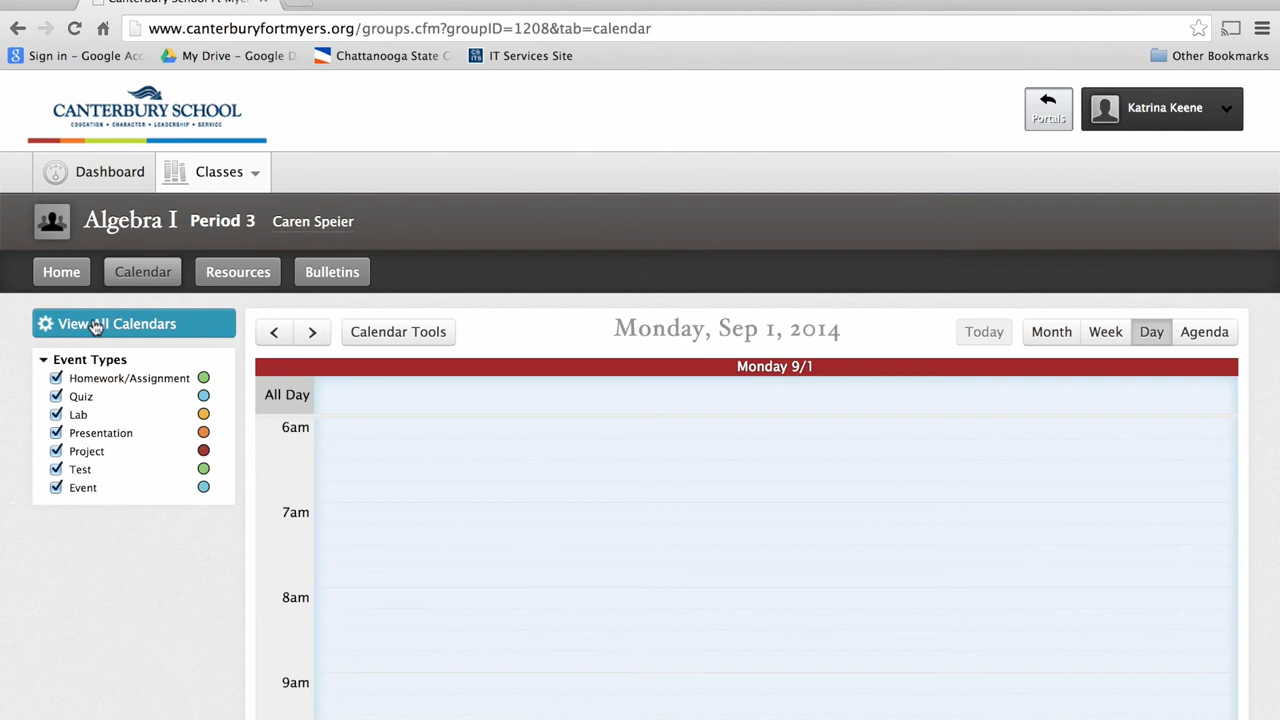 Canterbury School Ft Myer
www.canterburyfortmyers.org/groups.cfm?groupID=1208&tab=calendar
Sign in - Google Acc My Drive - Google D Chattanooga State C IT Services Site Other Bookmarks
CANTERBURY SCHOOL
EDUCATION • CHARACTER • LEADERSHIP • SERVICE
Portals
Katrina Keene
Dashboard Classes
Algebra I Period 3 Caren Speier
Home Calendar Resources Bulletins
View All Calendars
Event Types
Homework/Assignment
Quiz
Lab
Presentation
Project
Test
Event
Calendar Tools
Monday, Sep 1, 2014
Today Month Week Day Agenda
Monday 9/1
All Day
6am
7am
8am
9am